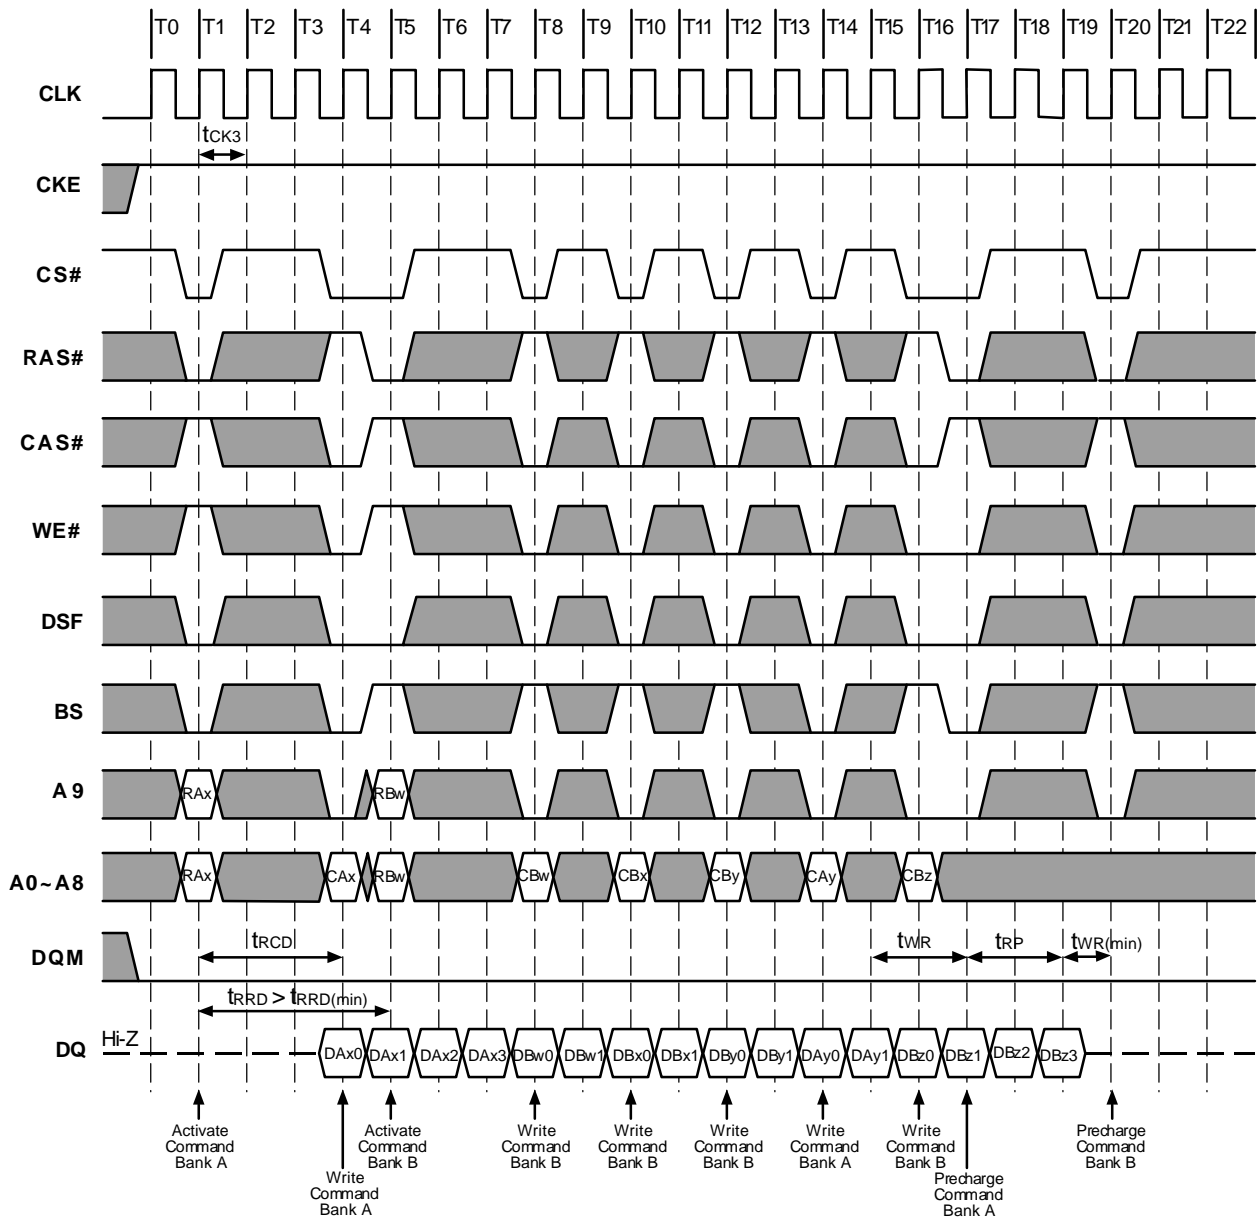 T0 T1 T2 T3 T4 T5 T6 T7 T8 T9 T10 T11 T12 T13 T14 T15 T16 T17 T18 T19 T20 T21 T22
CLK
tCK3
CKE
CS#
RAS#
CAS#
WE#
DSF
BS
A9
RAx RBw
A0~A8
RAx CAx RBw CBw CBx CBy CAy CBz
DQM
tRCD tWR tRP tWR(min)
tRRD > tRRD(min)
DQ
Hi-Z
DAx0 DAx1 DAx2 DAx3 DBw0 DBw1 DBx0 DBx1 DBy0 DBy1 DAy0 DAy1 DBz0 DBz1 DBz2 DBz3
Activate
Command
Bank A
Write
Command
Bank A
Activate
Command
Bank B
Write
Command
Bank B
Write
Command
Bank B
Write
Command
Bank B
Write
Command
Bank A
Write
Command
Bank B
Precharge
Command
Bank A
Precharge
Command
Bank B